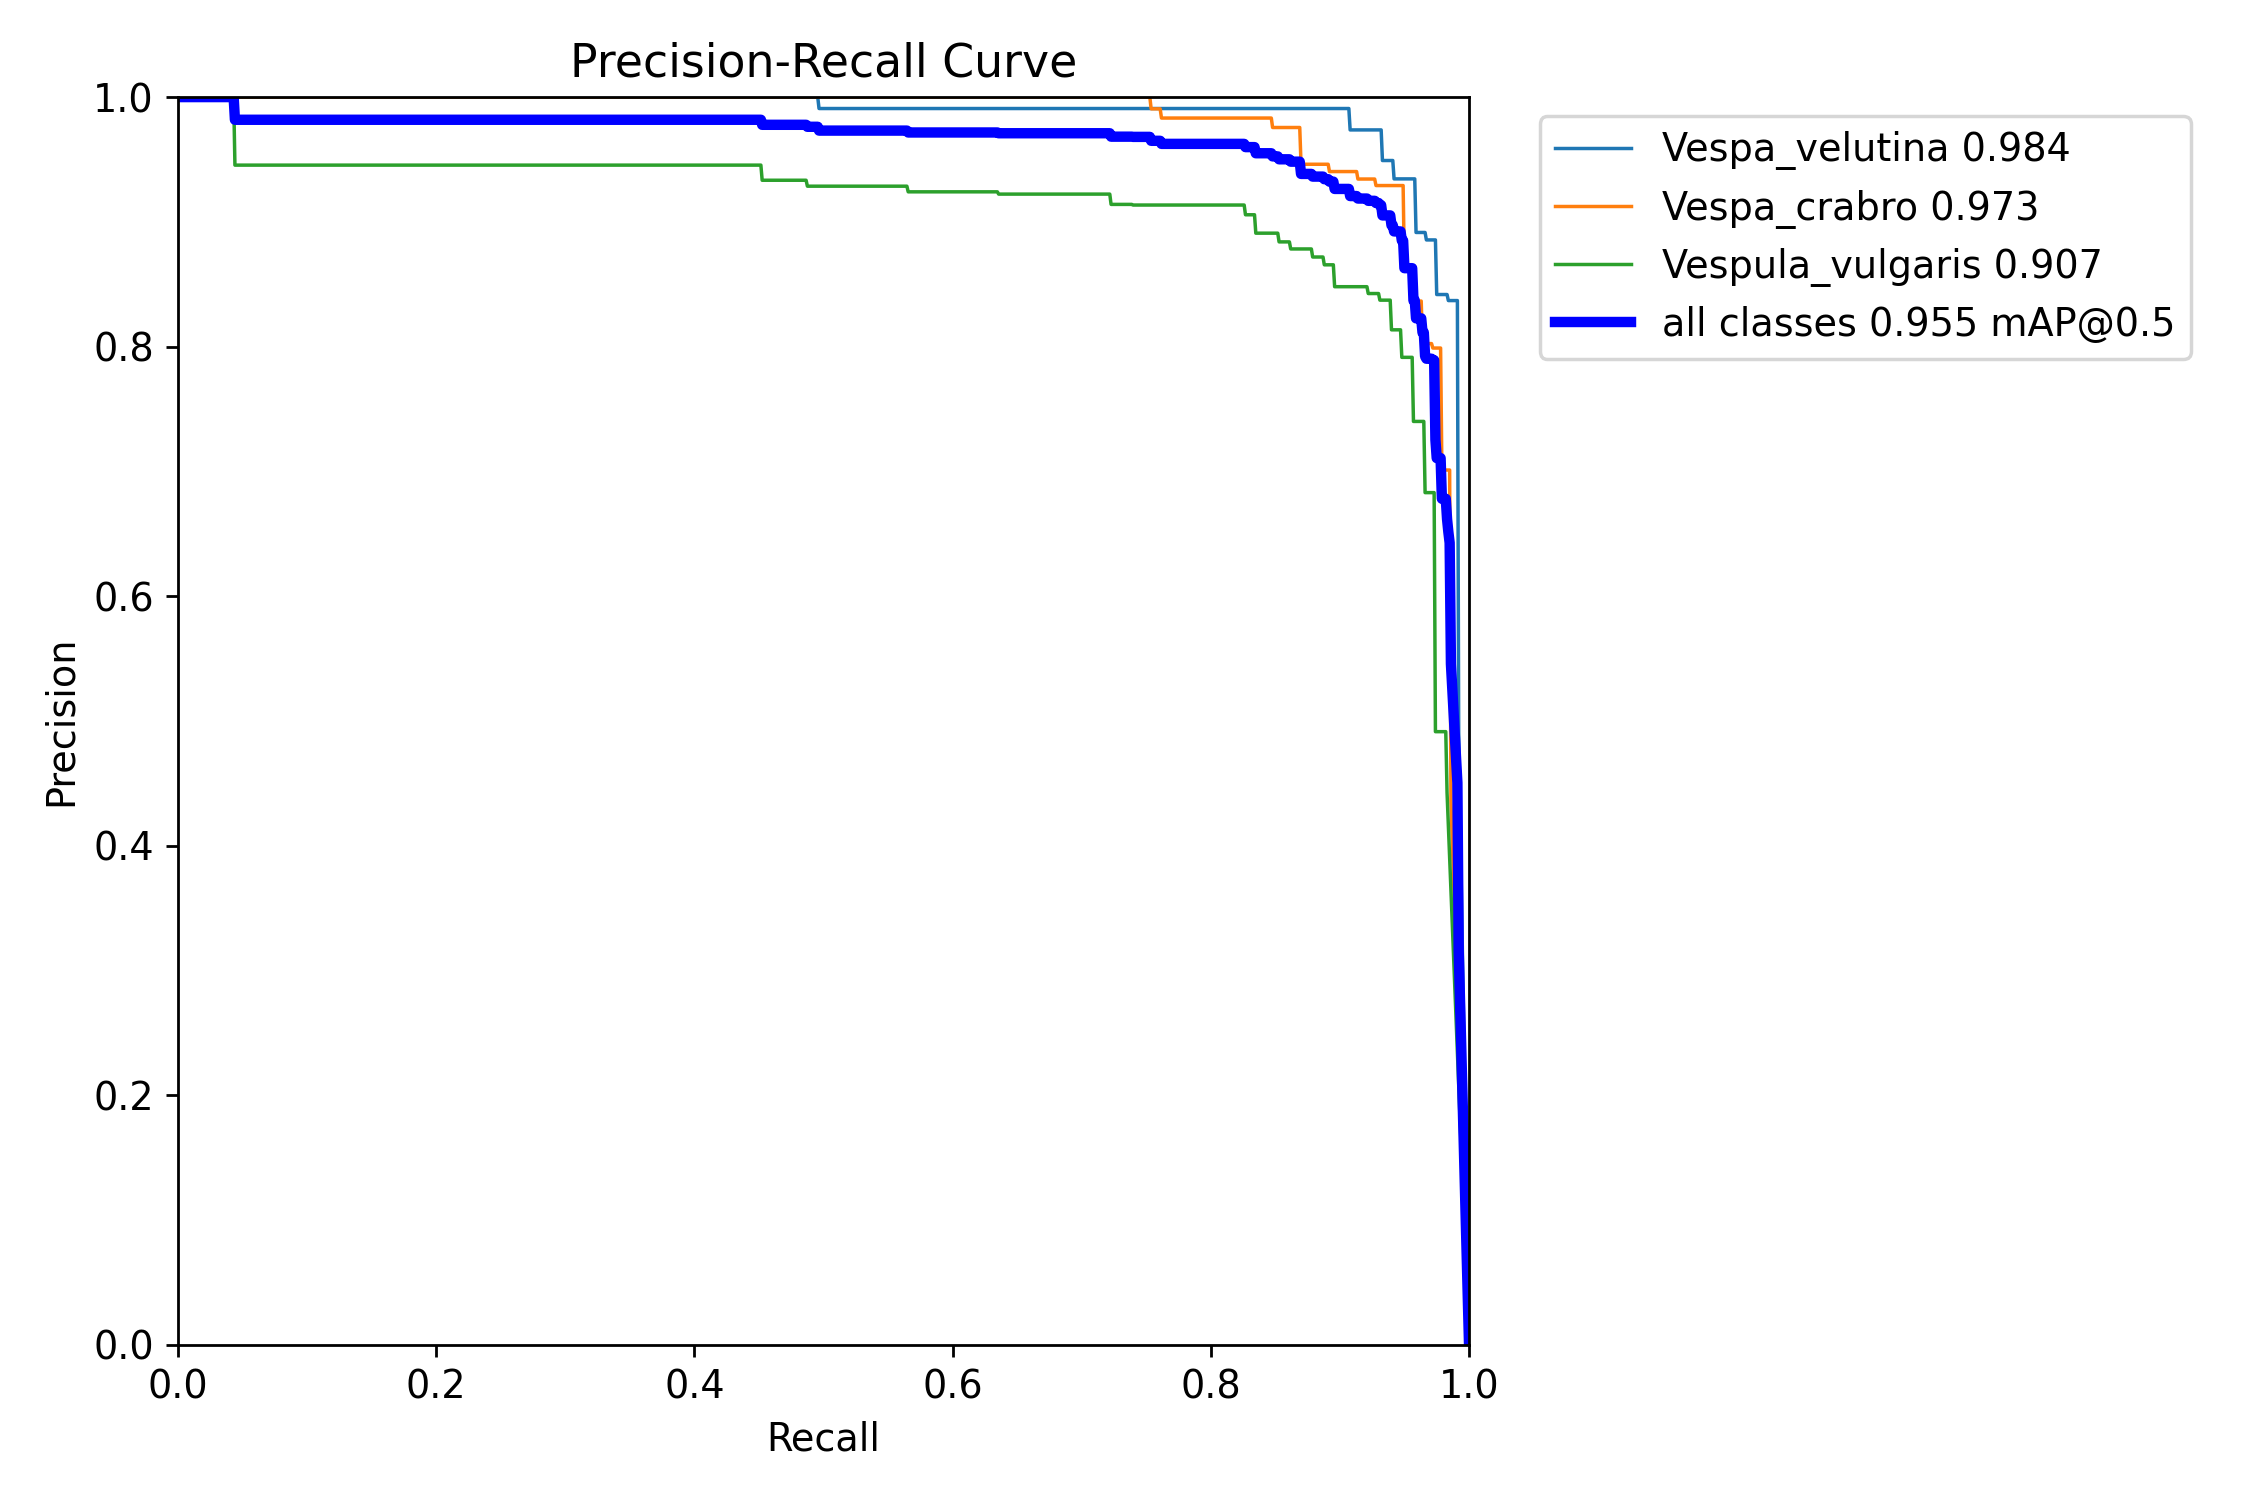 Precision-Recall Curve
1.0
0.8
0.6
0.4
0.2
0.0
Precision
0.0 0.2 0.4 0.6 0.8 1.0
Recall
Vespa_velutina 0.984
Vespa_crabro 0.973
Vespula_vulgaris 0.907
all classes 0.955 mAP@0.5